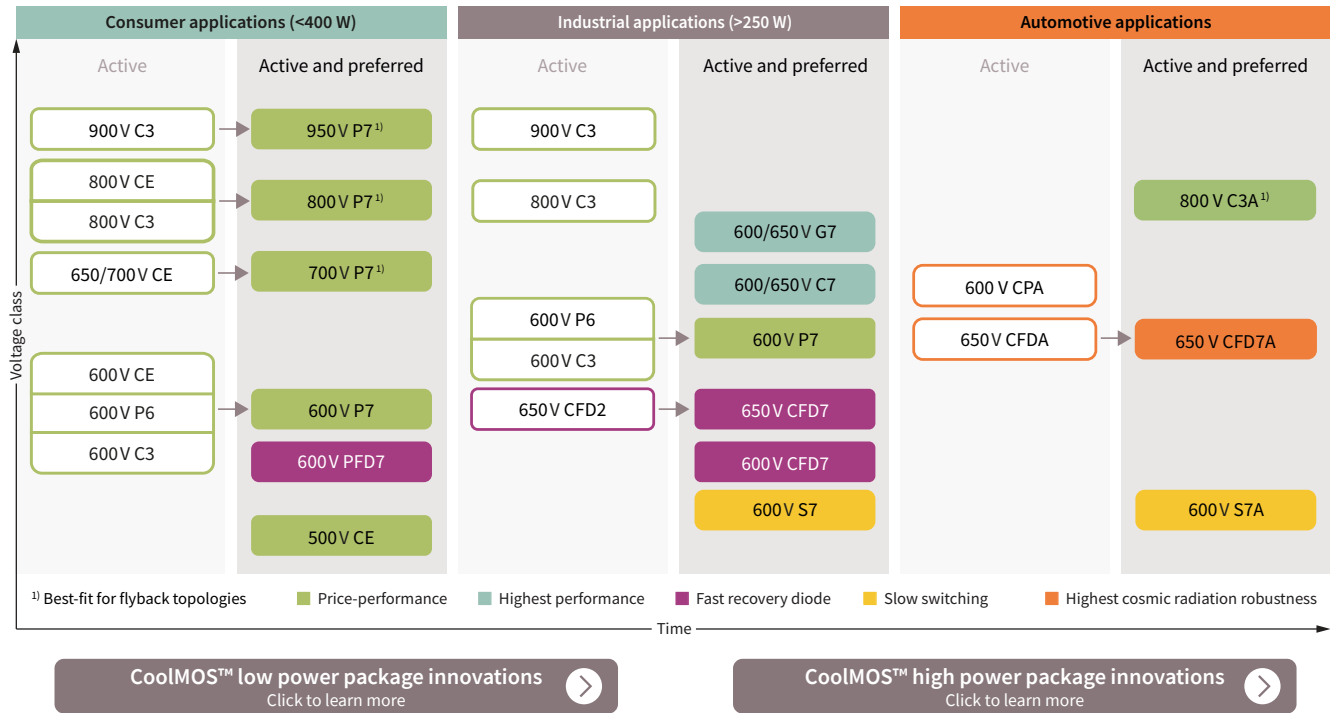 Consumer applications (<400 W)
Industrial applications (>250 W)
Automotive applications
Active
Active and preferred
Active
Active and preferred
Active
Active and preferred
Voltage class
900 V C3
950 V P7 1)
800 V CE
800 V C3
800 V P7 1)
650/700 V CE
700 V P7 1)
600 V CE
600 V P6
600 V C3
600 V P7
600 V PFD7
500 V CE
900 V C3
800 V C3
600/650 V G7
600/650 V C7
600 V P6
600 V C3
600 V P7
650 V CFD2
650 V CFD7
600 V CFD7
600 V S7
800 V C3A 1)
600 V CPA
650 V CFDA
650 V CFD7A
600 V S7A
1) Best-fit for flyback topologies
Price-performance
Highest performance
Fast recovery diode
Slow switching
Highest cosmic radiation robustness
Time
CoolMOS™ low power package innovations
Click to learn more
CoolMOS™ high power package innovations
Click to learn more